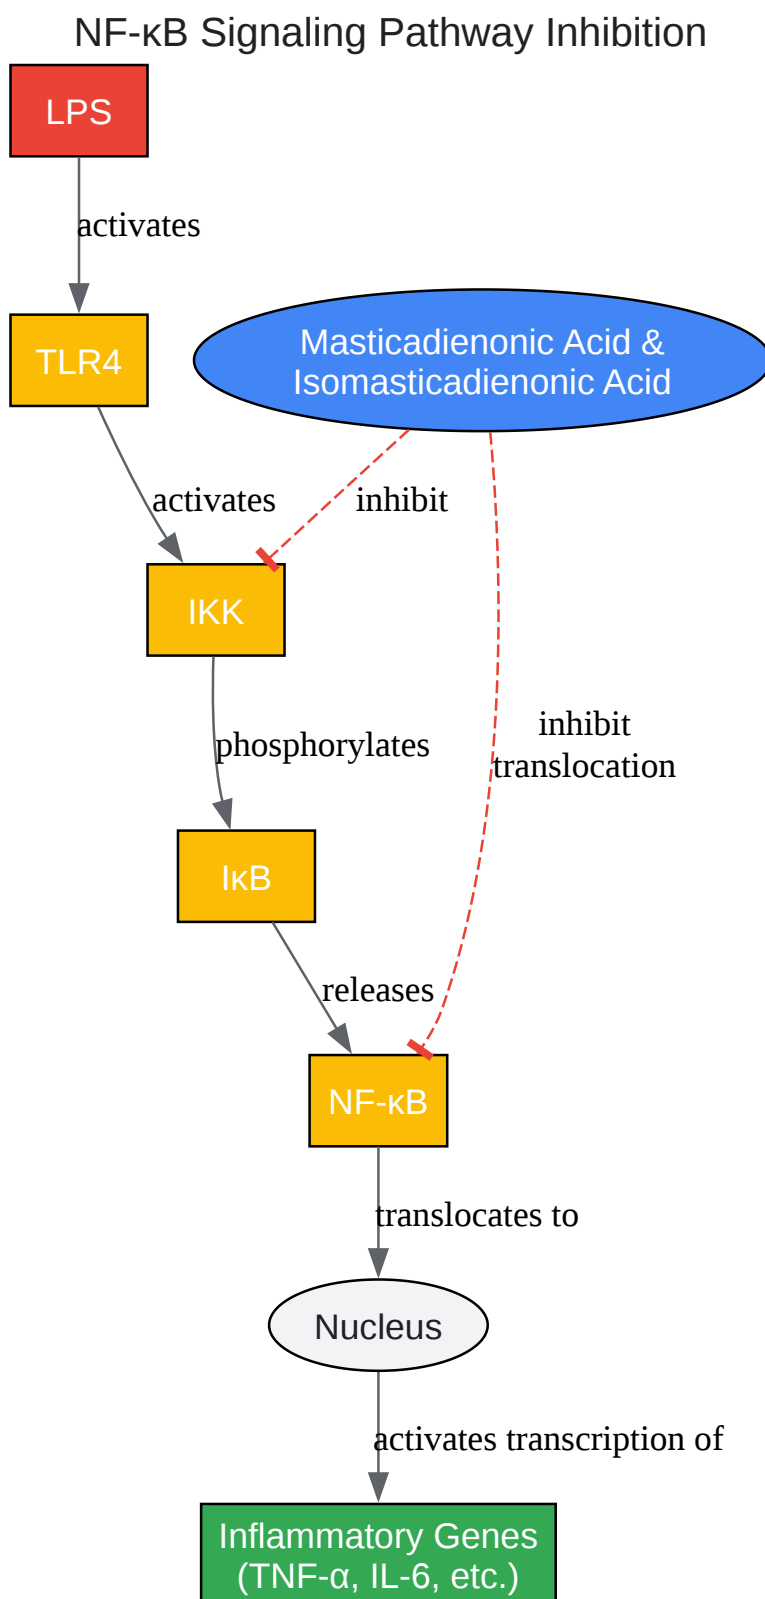 NF-κB Signaling Pathway Inhibition
LPS
activates
TLR4
Masticadienonic Acid &
Isomasticadienonic Acid
activates
inhibit
IKK
phosphorylates
inhibit
translocation
IκB
releases
NF-κB
translocates to
Nucleus
activates transcription of
Inflammatory Genes
(TNF-α, IL-6, etc.)